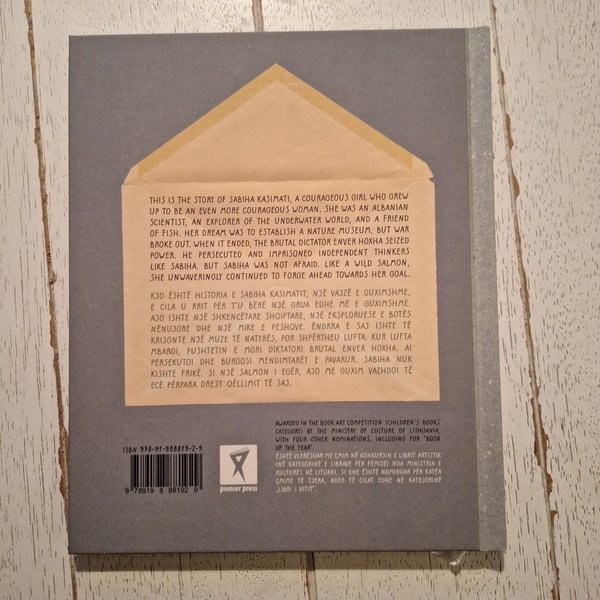 THIS IS THE STORY OF SABIHA KASIMATI, A COURAGEOUS GIRL WHO GREW
UP TO BE AN EVEN MORE COURAGEOUS WOMAN. SHE WAS AN ALBANIAN
SCIENTIST, AN EXPLORER OF THE UNDERWATER WORLD, AND A FRIEND
OF FISH. HER DREAM WAS TO ESTABLISH A NATURE MUSEUM, BUT WAR
BROKE OUT. WHEN IT ENDED, THE BRUTAL DICTATOR ENVER HOXHA SEIZED
POWER. HE PERSECUTED AND IMPRISONED INDEPENDENT THINKERS
LIKE SABIHA. BUT SABIHA WAS NOT AFRAID. LIKE A WILD SALMON,
SHE UNWAVERINGLY CONTINUED TO FORGE AHEAD TOWARDS HER GOAL.
KJO ËSHTË HISTORIA E SABIHA KASIMATIT, NJË VAJZË E GUXIMSHME,
E CILA U RRIT PËR T'U BËRË NJË GRUA EDHE MË E GUXIMSHME.
AJO ISHTE NJË SHKENCËTARE SHQIPTARE, NJË EKSPLORUESE E BOTËS
NËNUJORE DHE NJË MIKE E PESHQVE. ËNDRRA E SAJ ISHTE TË
KRIJONTE NJË MUZE TË NATYRËS, POR SHPËRTHEU LUFTA. KUR LUFTA
MBAROI, PUSHTETIN E MORI DIKTATORI BRUTAL ENVER HOXHA. AI
PERSEKUTOI DHE BURGOSI MENDIMTARËT E PAVARUR. SABIHA NUK
KISHTE FRIKË. SI NJË SALMON I EGËR, AJO ME GUXIM VAZHDOI TË
ECË PËRPARA DREJT QËLLIMIT TË SAJ.
AWARDED IN THE BOOK ART COMPETITION (CHILDREN'S BOOKS
CATEGORY) BY THE MINISTRY OF CULTURE OF LITHUANIA,
WITH FOUR OTHER NOMINATIONS, INCLUDING FOR "BOOK
OF THE YEAR".
ËSHTË VLERËSUAR ME ÇMIM NË KONKURSIN E LIBRIT ARTISTIK
(NË KATEGORINË E LIBRAVE PËR FËMIJË) NGA MINISTRIA E
KULTURËS NË LITUANI, SI DHE ËSHTË NOMINUAR PËR KATËR
ÇMIME TË TJERA, NDËR TË CILAT EDHE NË KATEGORINË
„LIBRI I VITIT".
ISBN 978-91-988819-2-9
9 789198 881929
pionier press